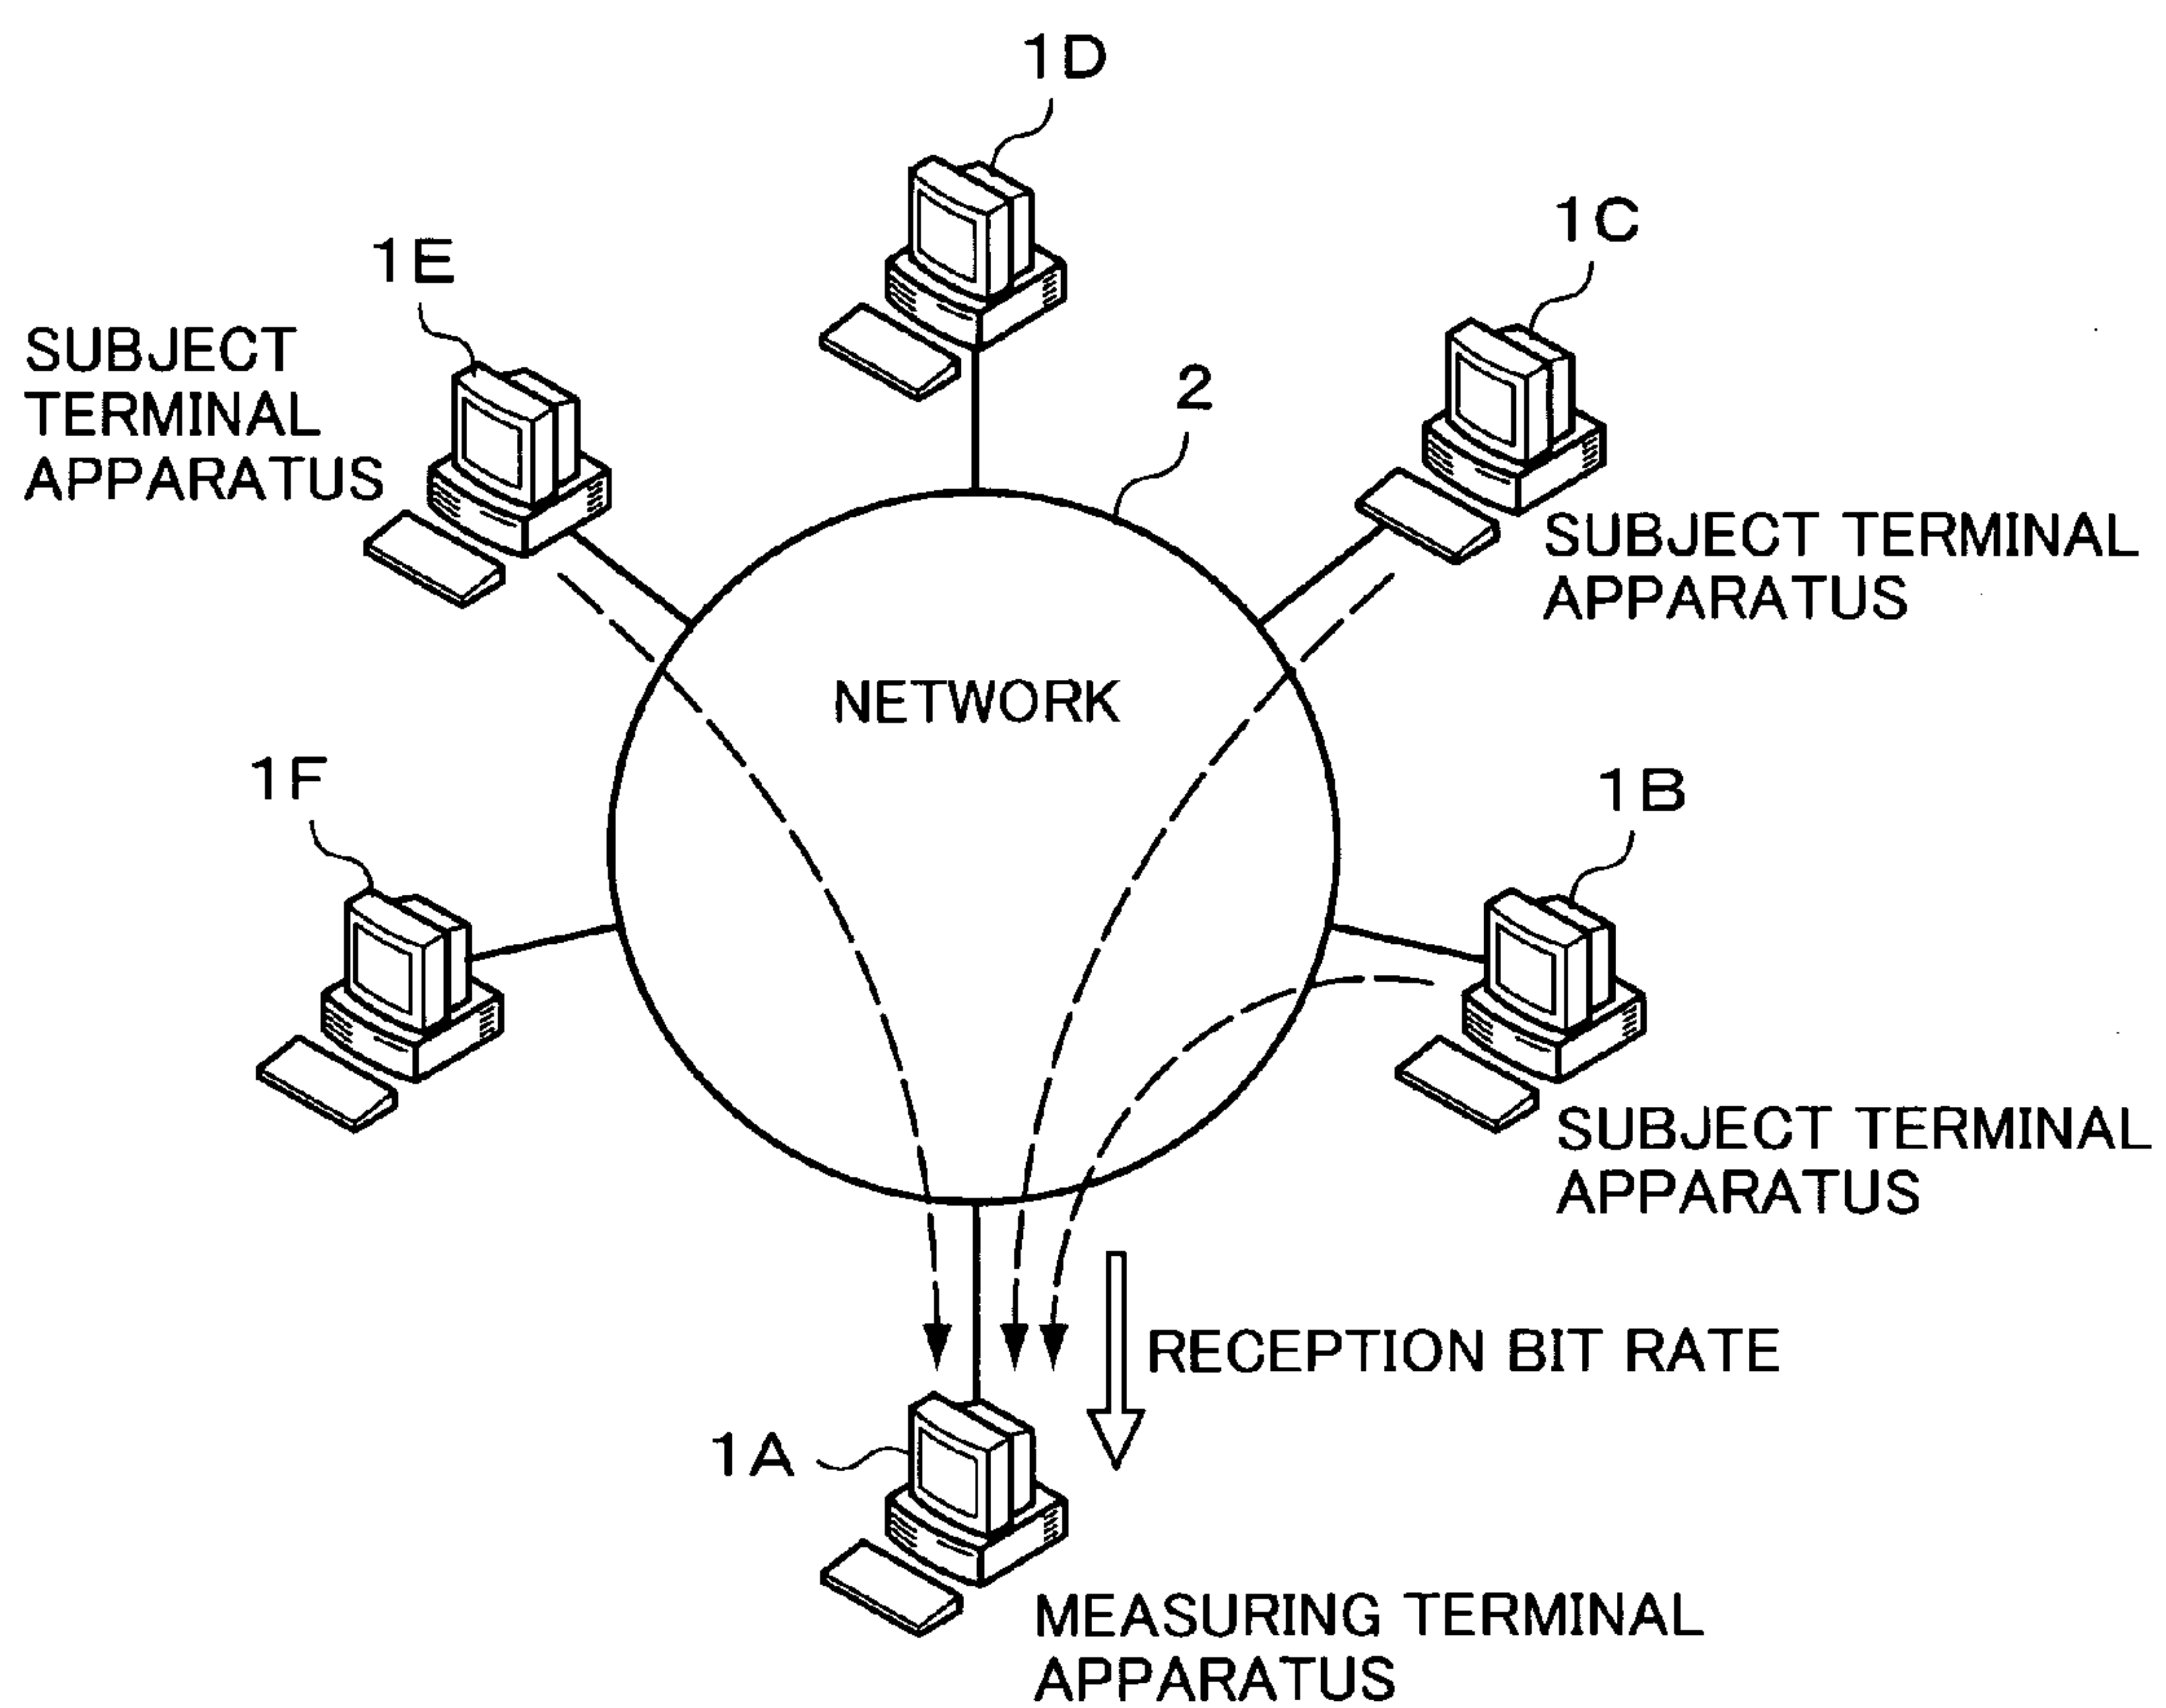 1D
1C
1E
SUBJECT
TERMINAL
APPARATUS
2
SUBJECT TERMINAL
APPARATUS
NETWORK
1F
1B
SUBJECT TERMINAL
APPARATUS
RECEPTION BIT RATE
1A
MEASURING TERMINAL
APPARATUS